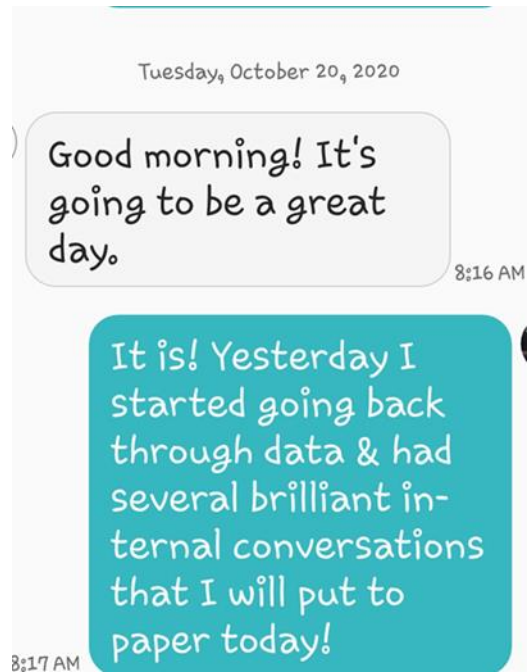 Tuesday, October 20, 2020
Good morning! It's
going to be a great
day.
8:16 AM
It is! Yesterday I
started going back
through data & had
several brilliant in-
ternal conversations
that I will put to
paper today!
8:17 AM